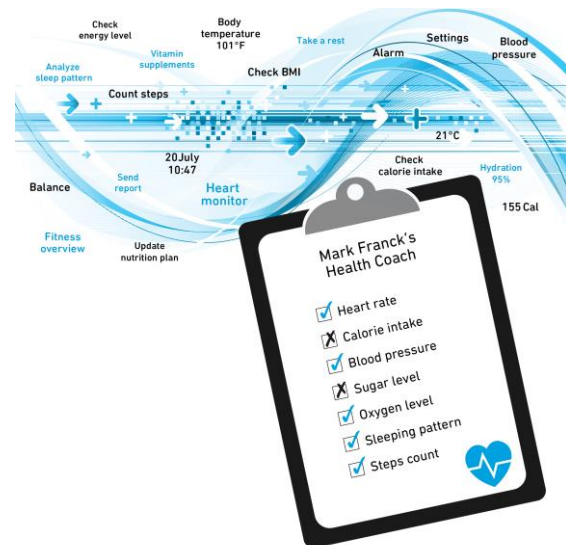 Check
energy level
Body
temperature
101°F
Vitamin
supplements
Take a rest
Settings
Alarm
Blood
pressure
Analyze
sleep pattern
Check BMI
Count steps
21°C
20July
10:47
Check
calorie intake
Hydration
95%
Send
report
Balance
Heart
monitor
155 Cal
Fitness
overview
Update
nutrition plan
Mark Franck's
Health Coach
Heart rate
Calorie intake
Blood pressure
Sugar level
Oxygen level
Sleeping pattern
Steps count